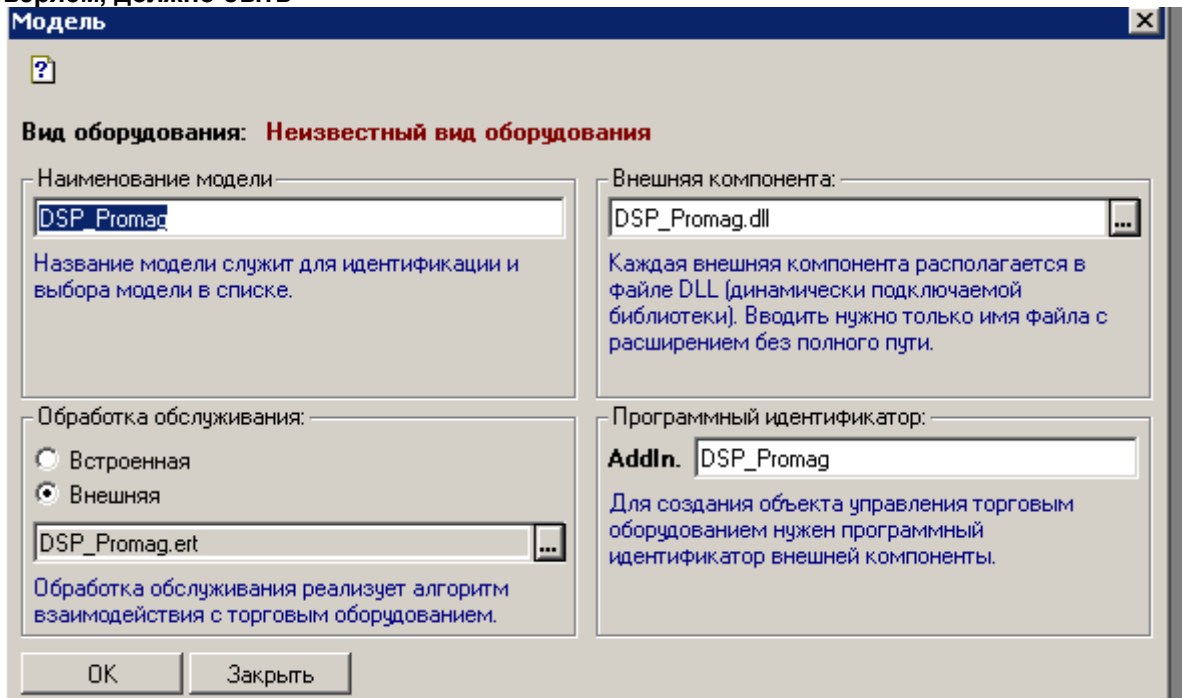 верлем, должно быть
Модель
Вид оборудования: Неизвестный вид оборудования
Наименование модели
DSP_Promag
Название модели служит для идентификации и
выбора модели в списке.
Внешняя компонента:
DSP_Promag.dll
...
Каждая внешняя компонента располагается в
файле DLL (динамически подключаемой
библиотеки). Вводить нужно только имя файла с
расширением без полного пути.
Обработка обслуживания:
Встроенная
Внешняя
DSP_Promag.ert
...
Обработка обслуживания реализует алгоритм
взаимодействия с торговым оборудованием.
Программный идентификатор:
AddIn. DSP_Promag
Для создания объекта управления торговым
оборудованием нужен программный
идентификатор внешней компоненты.
OK
Закрыть